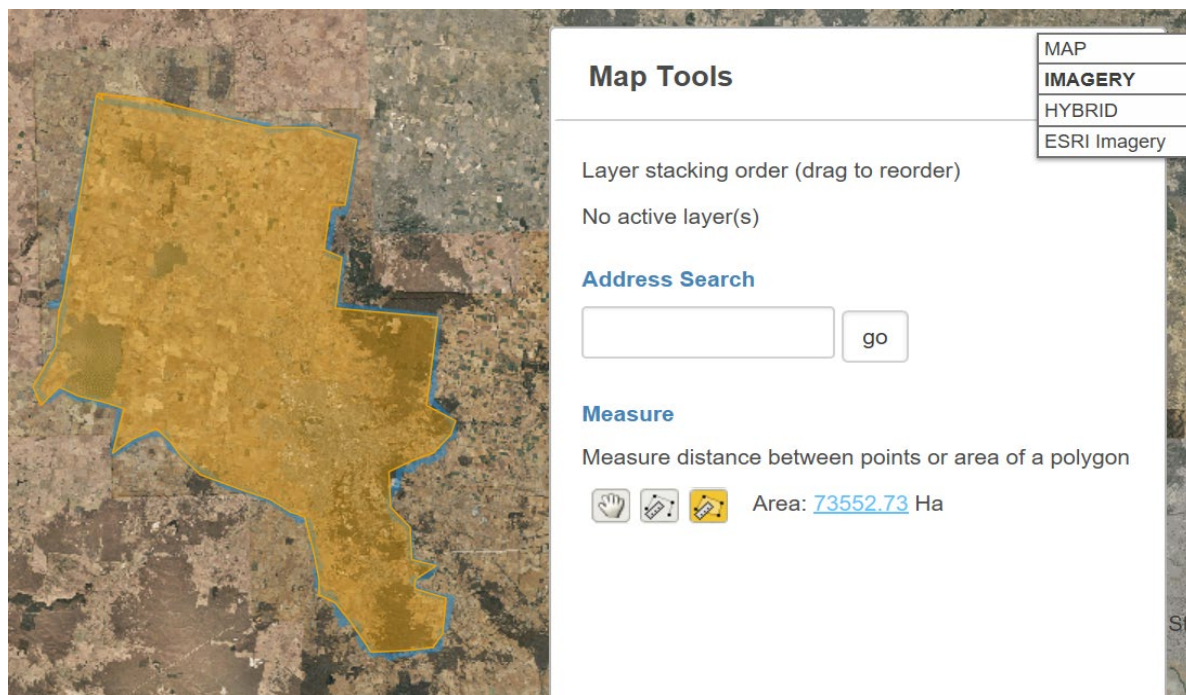 Map Tools
MAP
IMAGERY
HYBRID
ESRI Imagery
Layer stacking order (drag to reorder)
No active layer(s)
Address Search
go
Measure
Measure distance between points or area of a polygon
Area: 73552.73 Ha